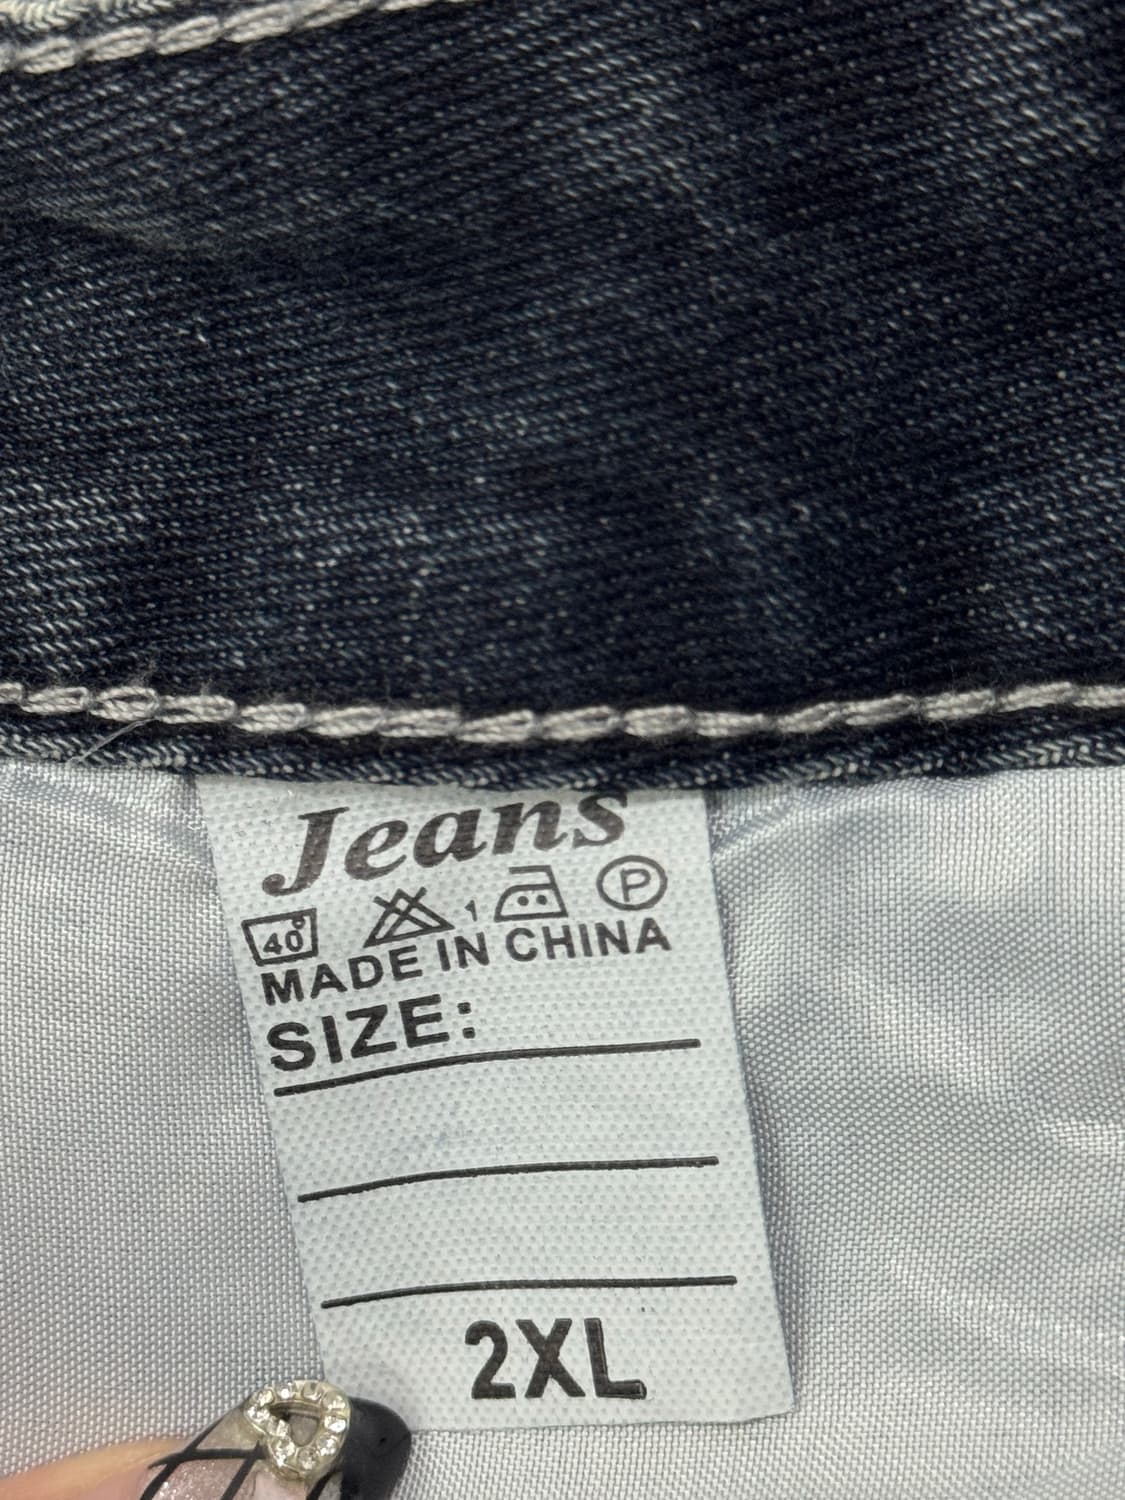 Jeans
40° 1 P
MADE IN CHINA
SIZE:
2XL